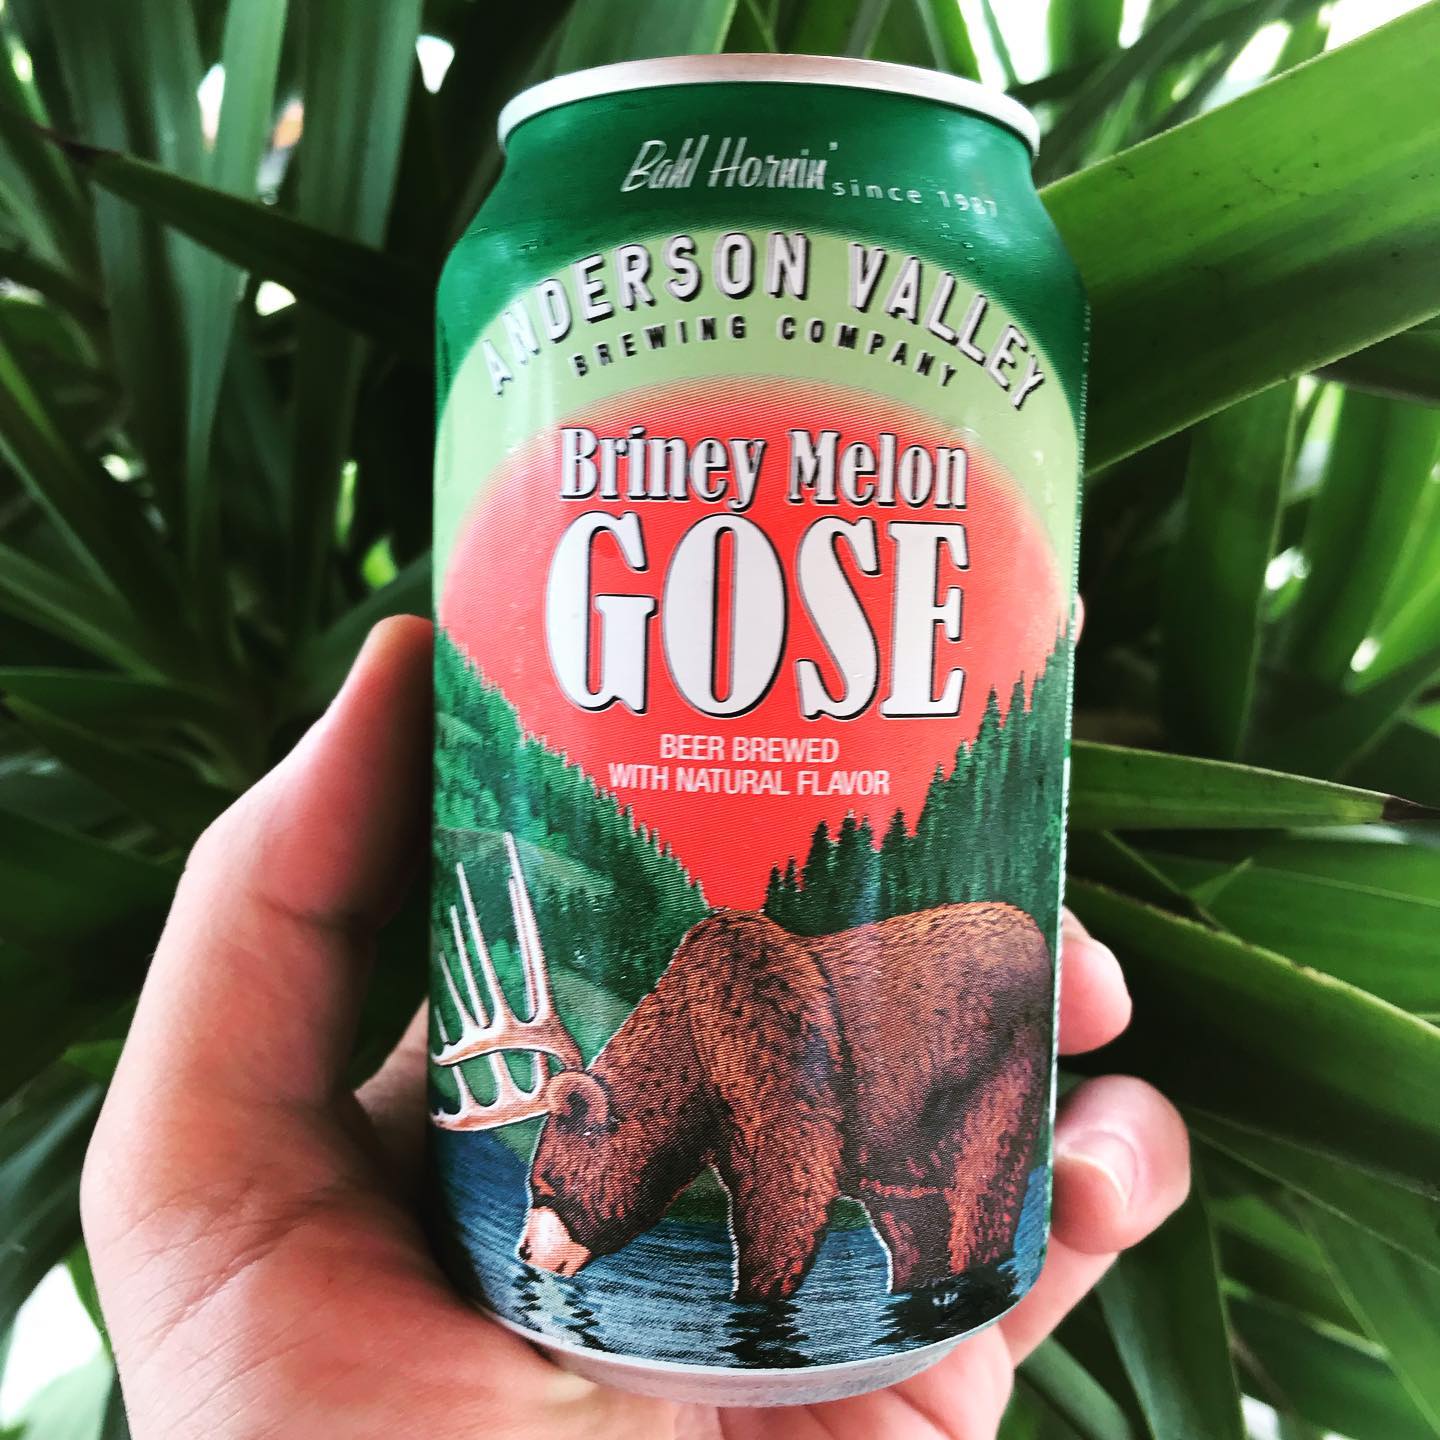 Bahl Hornin' since 1987
ANDERSON VALLEY
BREWING COMPANY
Briney Melon
GOSE
BEER BREWED
WITH NATURAL FLAVOR